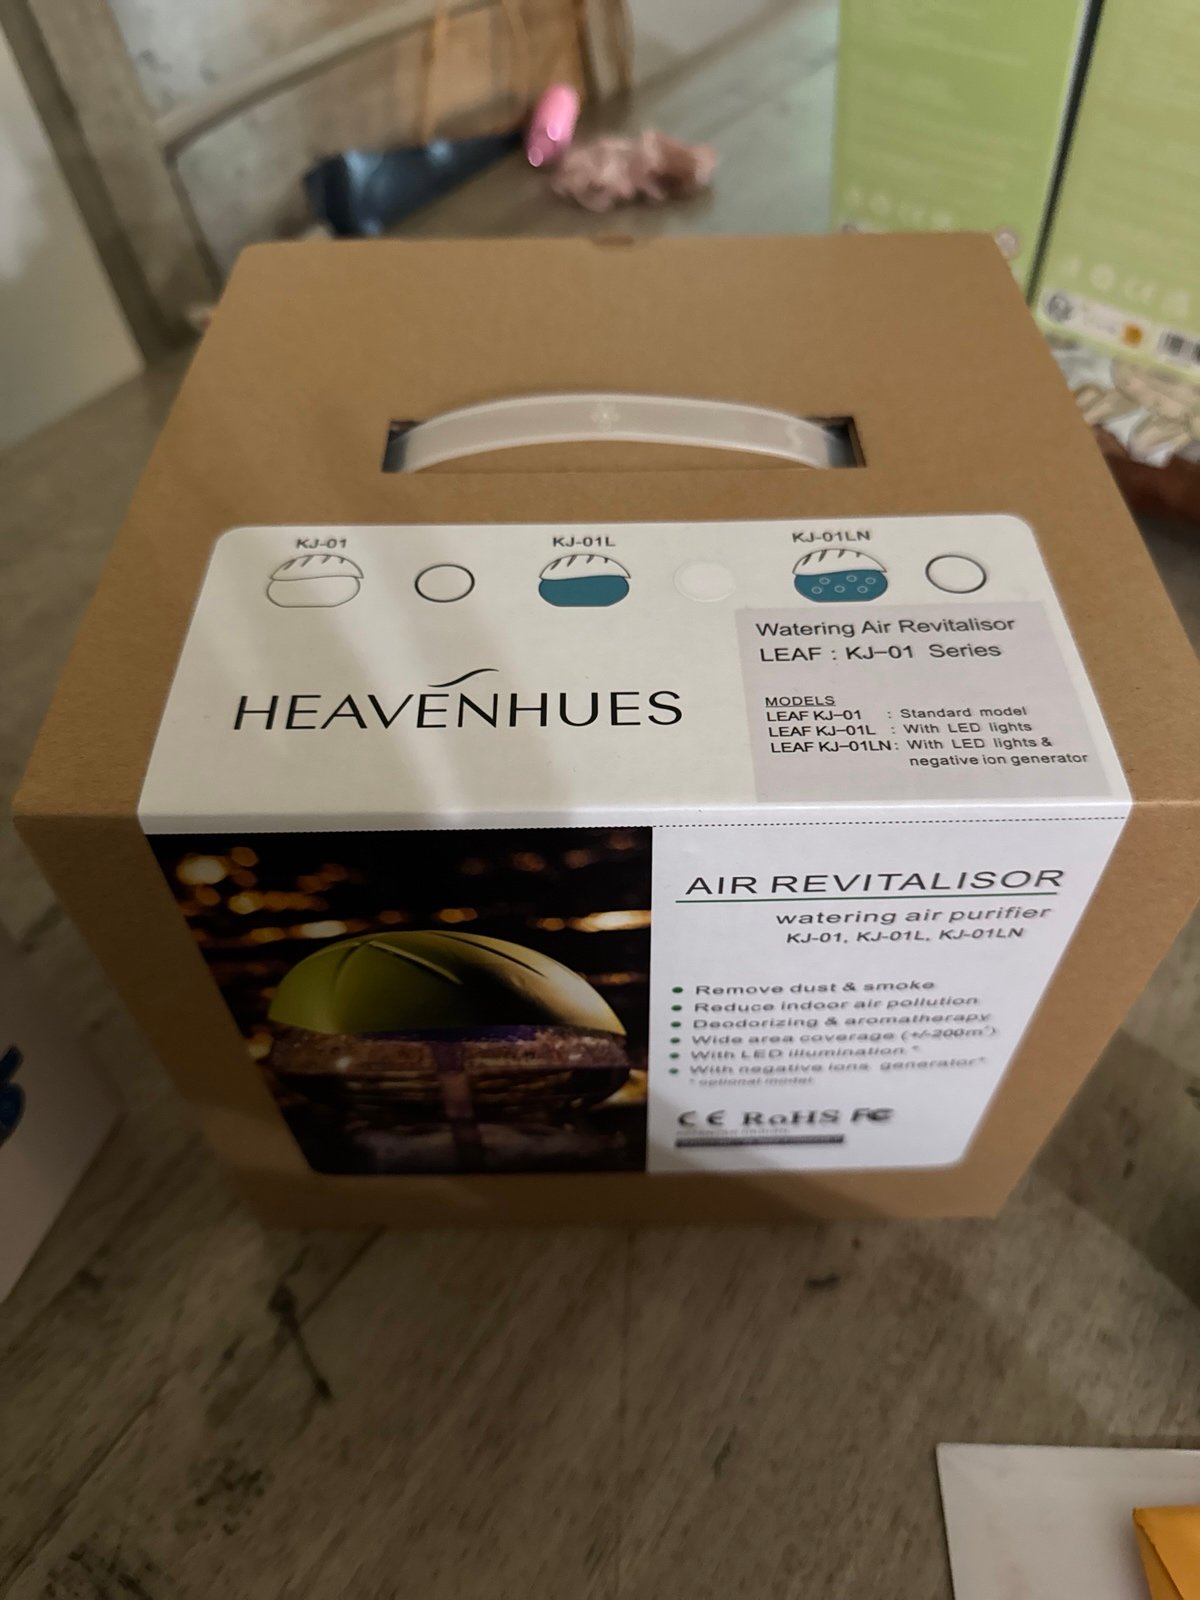 KJ-01
KJ-01L
KJ-01LN
Watering Air Revitalisor
LEAF : KJ-01 Series
HEAVENHUES
MODELS
LEAF KJ-01 : Standard model
LEAF KJ-01L : With LED lights
LEAF KJ-01LN : With LED lights &
negative ion generator
AIR REVITALISOR
watering air purifier
KJ-01, KJ-01L, KJ-01LN
• Remove dust & smoke
• Reduce indoor air pollution
• Deodorizing & aromatherapy
• Wide area coverage (+/-200m²)
• With LED illumination *
• With negative ions generator*
* optional model
CE RoHS FC